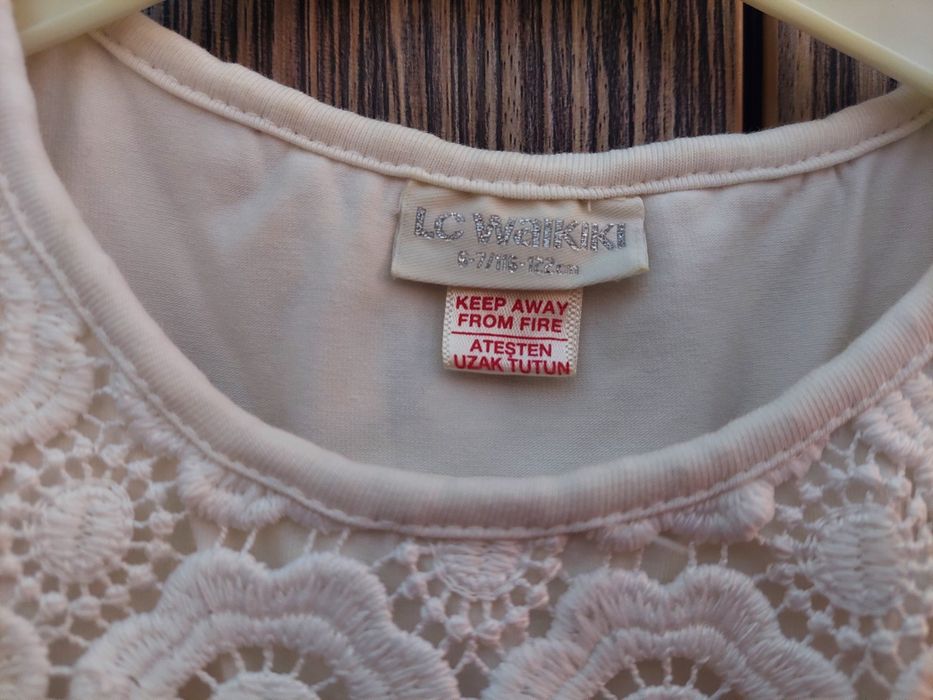 LC WaiKiKi
6-7/116-122cm
KEEP AWAY
FROM FIRE
ATEŞTEN
UZAK TUTUN